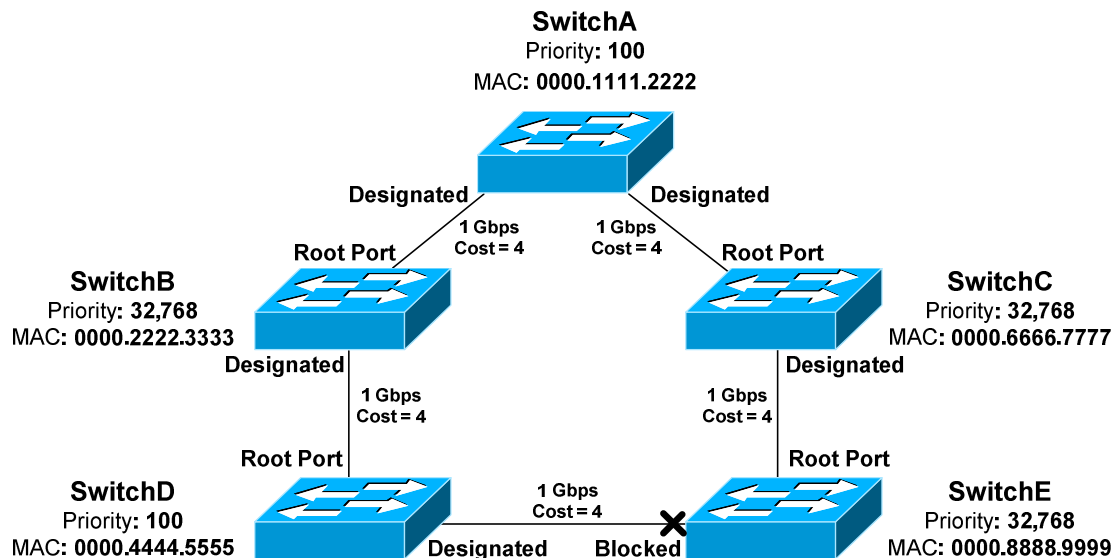 SwitchA
Priority: 100
MAC: 0000.1111.2222
Designated
Designated
1 Gbps
Cost = 4
1 Gbps
Cost = 4
Root Port
Root Port
SwitchB
Priority: 32,768
MAC: 0000.2222.3333
SwitchC
Priority: 32,768
MAC: 0000.6666.7777
Designated
Designated
1 Gbps
Cost = 4
1 Gbps
Cost = 4
Root Port
Root Port
SwitchD
Priority: 100
MAC: 0000.4444.5555
1 Gbps
Cost = 4
SwitchE
Priority: 32,768
MAC: 0000.8888.9999
Designated
Blocked